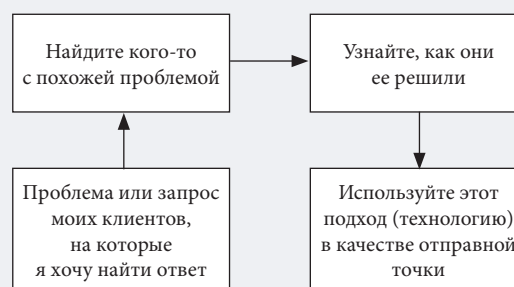 Найдите кого-то
с похожей проблемой
Узнайте, как они
ее решили
Проблема или запрос
моих клиентов,
на которые
я хочу найти ответ
Используйте этот
подход (технологию)
в качестве отправной
точки